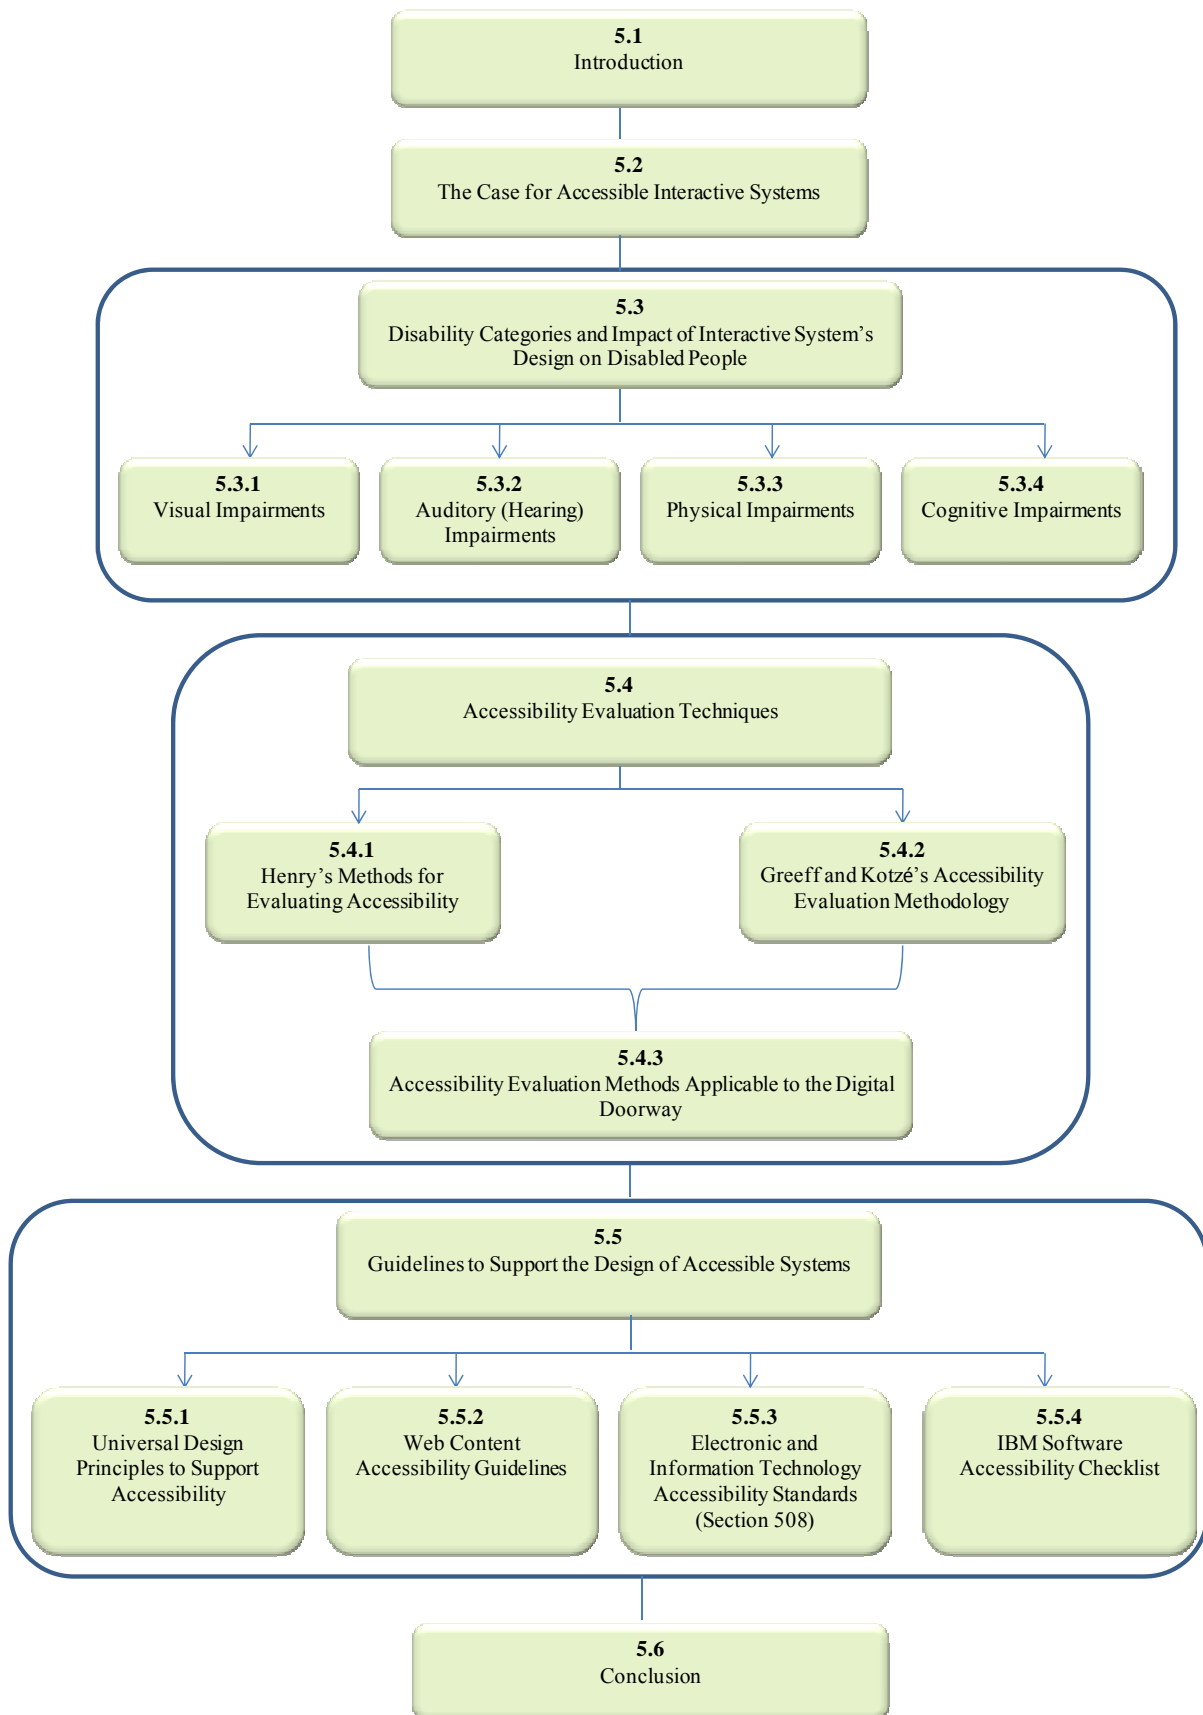 5.1
Introduction
5.2
The Case for Accessible Interactive Systems
5.3
Disability Categories and Impact of Interactive System’s
Design on Disabled People
5.3.1
Visual Impairments
5.3.2
Auditory (Hearing)
Impairments
5.3.3
Physical Impairments
5.3.4
Cognitive Impairments
5.4
Accessibility Evaluation Techniques
5.4.1
Henry’s Methods for
Evaluating Accessibility
5.4.2
Greeff and Kotzé’s Accessibility
Evaluation Methodology
5.4.3
Accessibility Evaluation Methods Applicable to the Digital
Doorway
5.5
Guidelines to Support the Design of Accessible Systems
5.5.1
Universal Design
Principles to Support
Accessibility
5.5.2
Web Content
Accessibility Guidelines
5.5.3
Electronic and
Information Technology
Accessibility Standards
(Section 508)
5.5.4
IBM Software
Accessibility Checklist
5.6
Conclusion